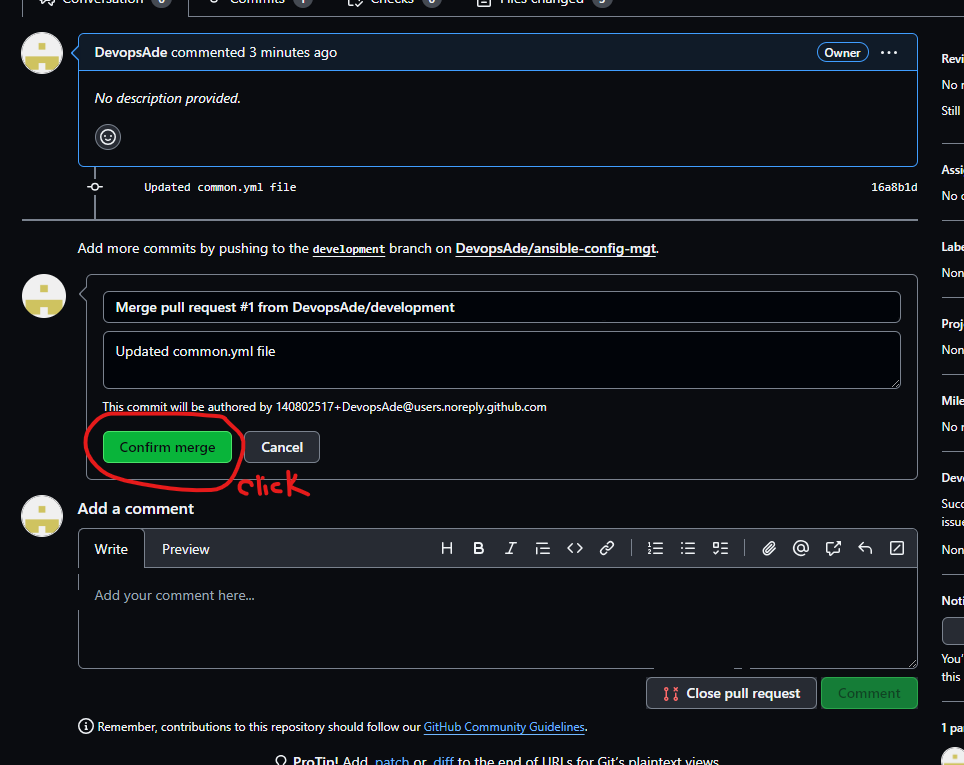 Conversation 0 Commits 1 Checks 0 Files changed
DevopsAde commented 3 minutes ago Owner
No description provided.
Updated common.yml file 16a8b1d
Add more commits by pushing to the development branch on DevopsAde/ansible-config-mgt.
Merge pull request #1 from DevopsAde/development
Updated common.yml file
This commit will be authored by 140802517+DevopsAde@users.noreply.github.com
Confirm merge Cancel
click
Add a comment
Write Preview H B I
Add your comment here...
Close pull request Comment
Remember, contributions to this repository should follow our GitHub Community Guidelines.
ProTip! Add .patch or .diff to the end of URLs for Git's plaintext views.
Revi
No r
Still
Assi
No o
Labe
Non
Proj
Non
Mile
No r
Deve
Succ
issue
Non
Noti
You'
this
1 pa